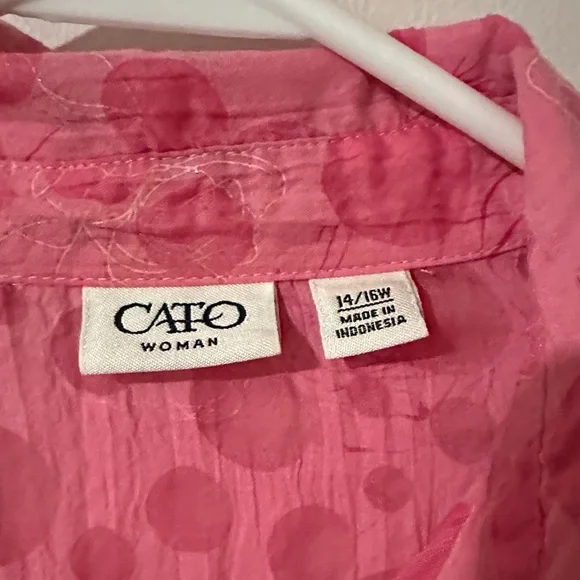 CATO
WOMAN
14/16W
MADE IN
INDONESIA